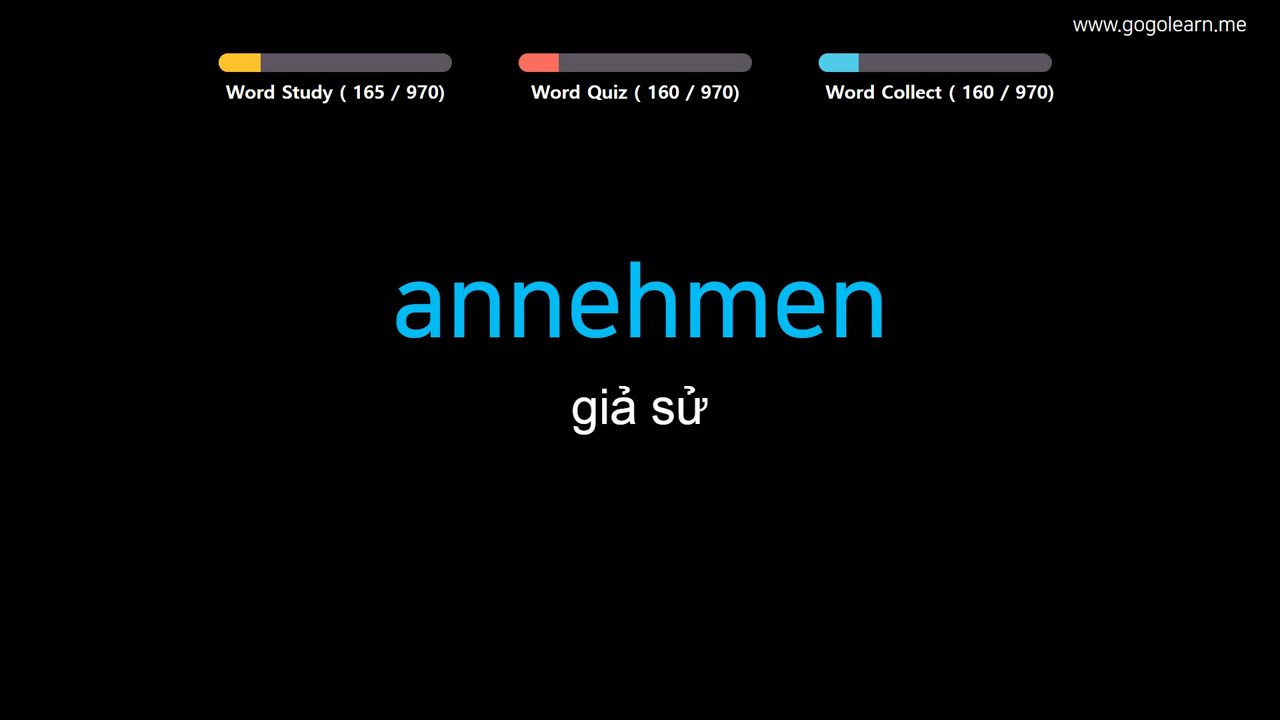 www.gogolearn.me
Word Study ( 165 / 970)
Word Quiz ( 160 / 970)
Word Collect ( 160 / 970)
annehmen
giả sử